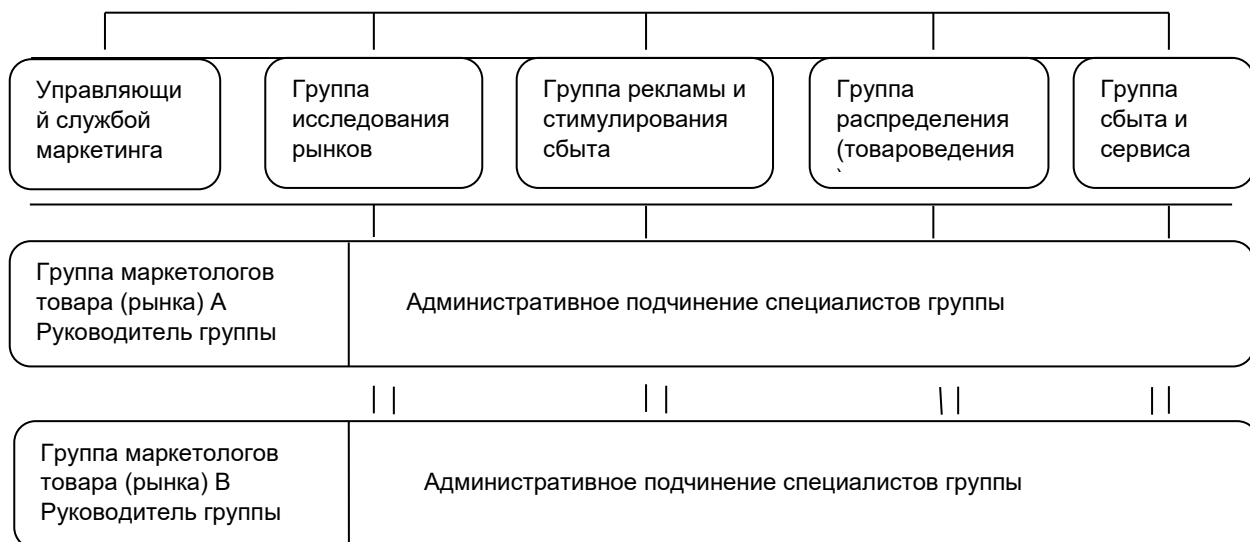 Управляющи
й службой
маркетинга
Группа
исследования
рынков
Группа рекламы и
стимулирования
сбыта
Группа
распределения
(товароведения
Группа
сбыта и
сервиса
Группа маркетологов
товара (рынка) А
Руководитель группы
Административное подчинение специалистов группы
Группа маркетологов
товара (рынка) В
Руководитель группы
Административное подчинение специалистов группы